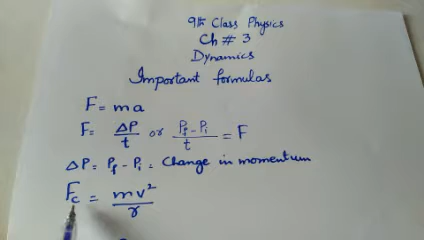 9th Class Physics
Ch # 3
Dynamics
Important formulas
F = ma
F = ΔP/t or Pf - Pi/t = F
ΔP = Pf - Pi = Change in momentum
Fc = mv²/r